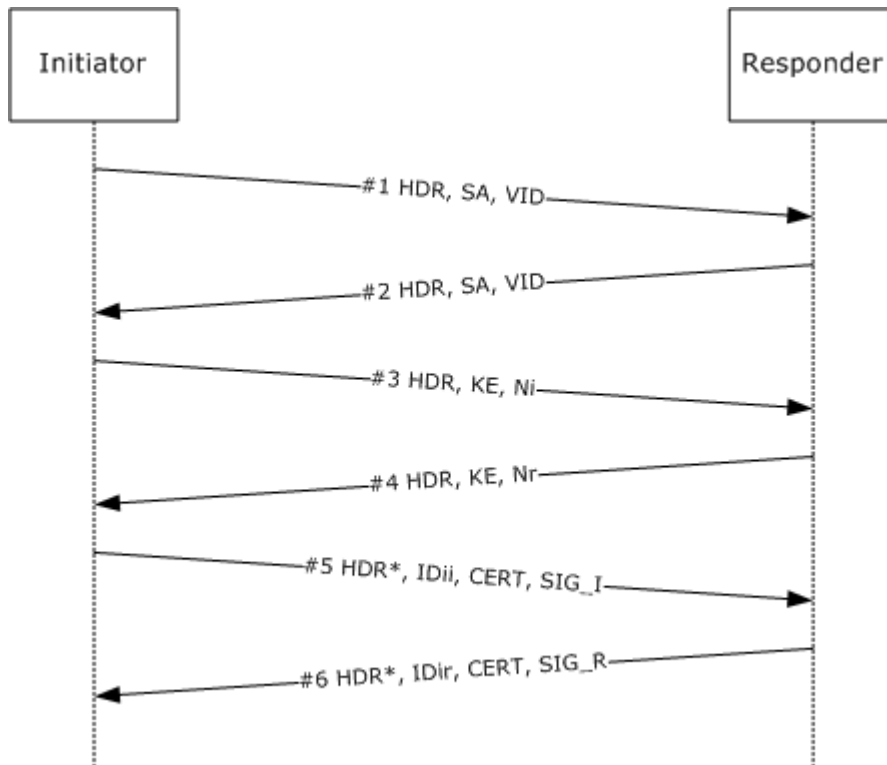 Initiator
Responder
#1 HDR, SA, VID
#2 HDR, SA, VID
#3 HDR, KE, Ni
#4 HDR, KE, Nr
#5 HDR*, IDii, CERT, SIG_I
#6 HDR*, IDir, CERT, SIG_R